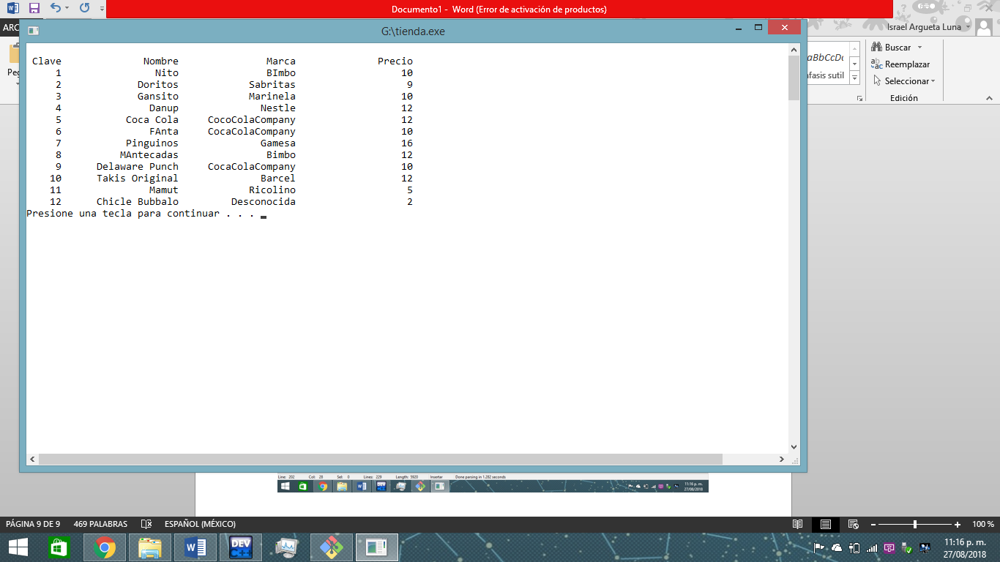 Documento1 - Word (Error de activación de productos)
Israel Argueta Luna
G:\tienda.exe
Buscar
Reemplazar
Seleccionar
Edición
Clave Nombre Marca Precio
1 Nito BImbo 10
2 Doritos Sabritas 9
3 Gansito Marinela 10
4 Danup Nestle 12
5 Coca Cola CocoColaCompany 12
6 FAnta CocaColaCompany 10
7 Pinguinos Gamesa 16
8 MAntecadas Bimbo 12
9 Delaware Punch CocaColaCompany 10
10 Takis Original Barcel 12
11 Mamut Ricolino 5
12 Chicle Bubbalo Desconocida 2
Presione una tecla para continuar . . .
Line: 202 Col: 28 Sel: 0 Lines: 229 Length: 5920 Insertar Done parsing in 1.282 seconds
11:16 p. m.
27/08/2018
PÁGINA 9 DE 9 469 PALABRAS ESPAÑOL (MÉXICO) 100 %
DEV C++
11:16 p. m.
27/08/2018